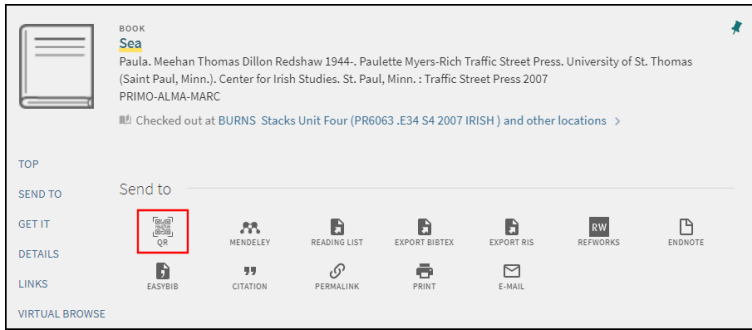 BOOK
Sea
Paula. Meehan Thomas Dillon Redshaw 1944-. Paulette Myers-Rich Traffic Street Press. University of St. Thomas
(Saint Paul, Minn.). Center for Irish Studies. St. Paul, Minn. : Traffic Street Press 2007
PRIMO-ALMA-MARC
Checked out at BURNS Stacks Unit Four (PR6063 .E34 S4 2007 IRISH ) and other locations >
TOP
SEND TO
GET IT
DETAILS
LINKS
VIRTUAL BROWSE
Send to
QR MENDELEY READING LIST EXPORT BIBTEX EXPORT RIS RW REFWORKS ENDNOTE
EASYBIB CITATION PERMALINK PRINT E-MAIL